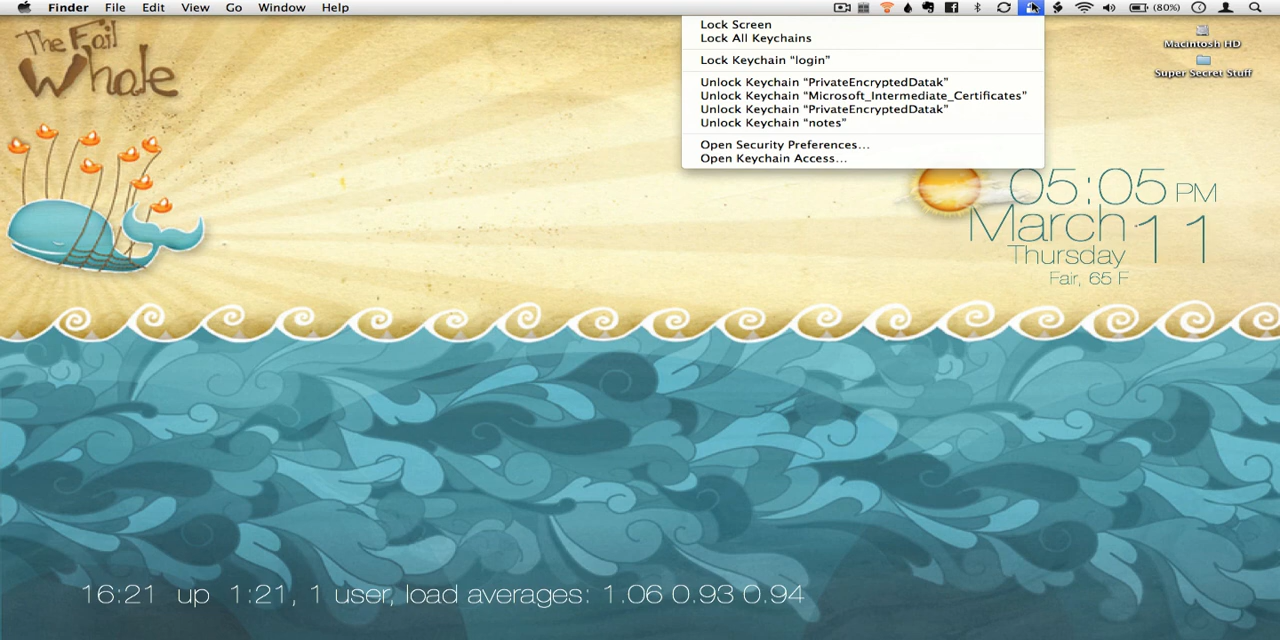 Finder File Edit View Go Window Help (80%)
The Fail
Whale
Lock Screen
Lock All Keychains
Lock Keychain “login”
Unlock Keychain “PrivateEncryptedDatak”
Unlock Keychain “Microsoft_Intermediate_Certificates”
Unlock Keychain “PrivateEncryptedDatak”
Unlock Keychain “notes”
Open Security Preferences...
Open Keychain Access...
Macintosh HD
Super Secret Stuff
05:05 PM
March 11
Thursday
Fair, 65 F
16:21 up 1:21, 1 user, load averages: 1.06 0.93 0.94